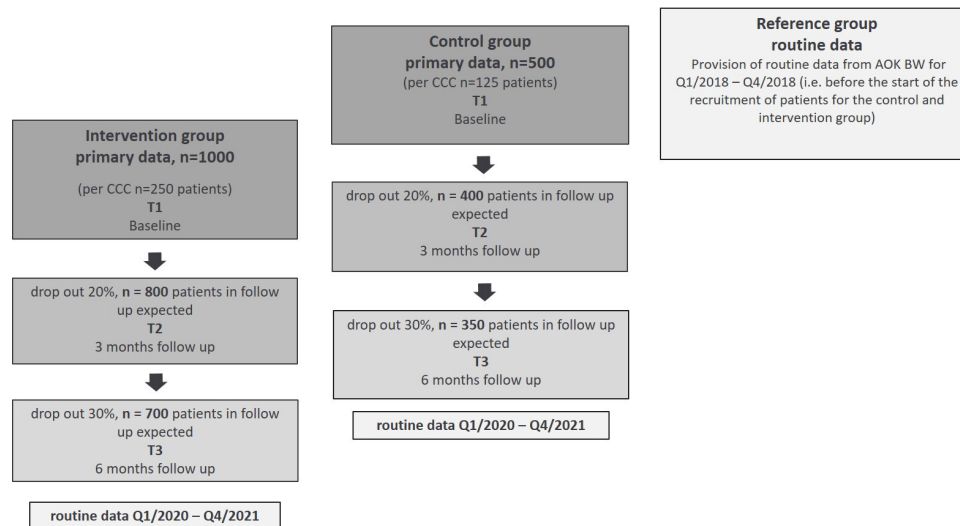 Intervention group
primary data, n=1000
(per CCC n=250 patients)
T1
Baseline
drop out 20%, n = 800 patients in follow
up expected
T2
3 months follow up
drop out 30%, n = 700 patients in follow
up expected
T3
6 months follow up
routine data Q1/2020 – Q4/2021
Control group
primary data, n=500
(per CCC n=125 patients)
T1
Baseline
drop out 20%, n = 400 patients in follow up
expected
T2
3 months follow up
drop out 30%, n = 350 patients in follow up
expected
T3
6 months follow up
routine data Q1/2020 – Q4/2021
Reference group
routine data
Provision of routine data from AOK BW for
Q1/2018 – Q4/2018 (i.e. before the start of the
recruitment of patients for the control and
intervention group)